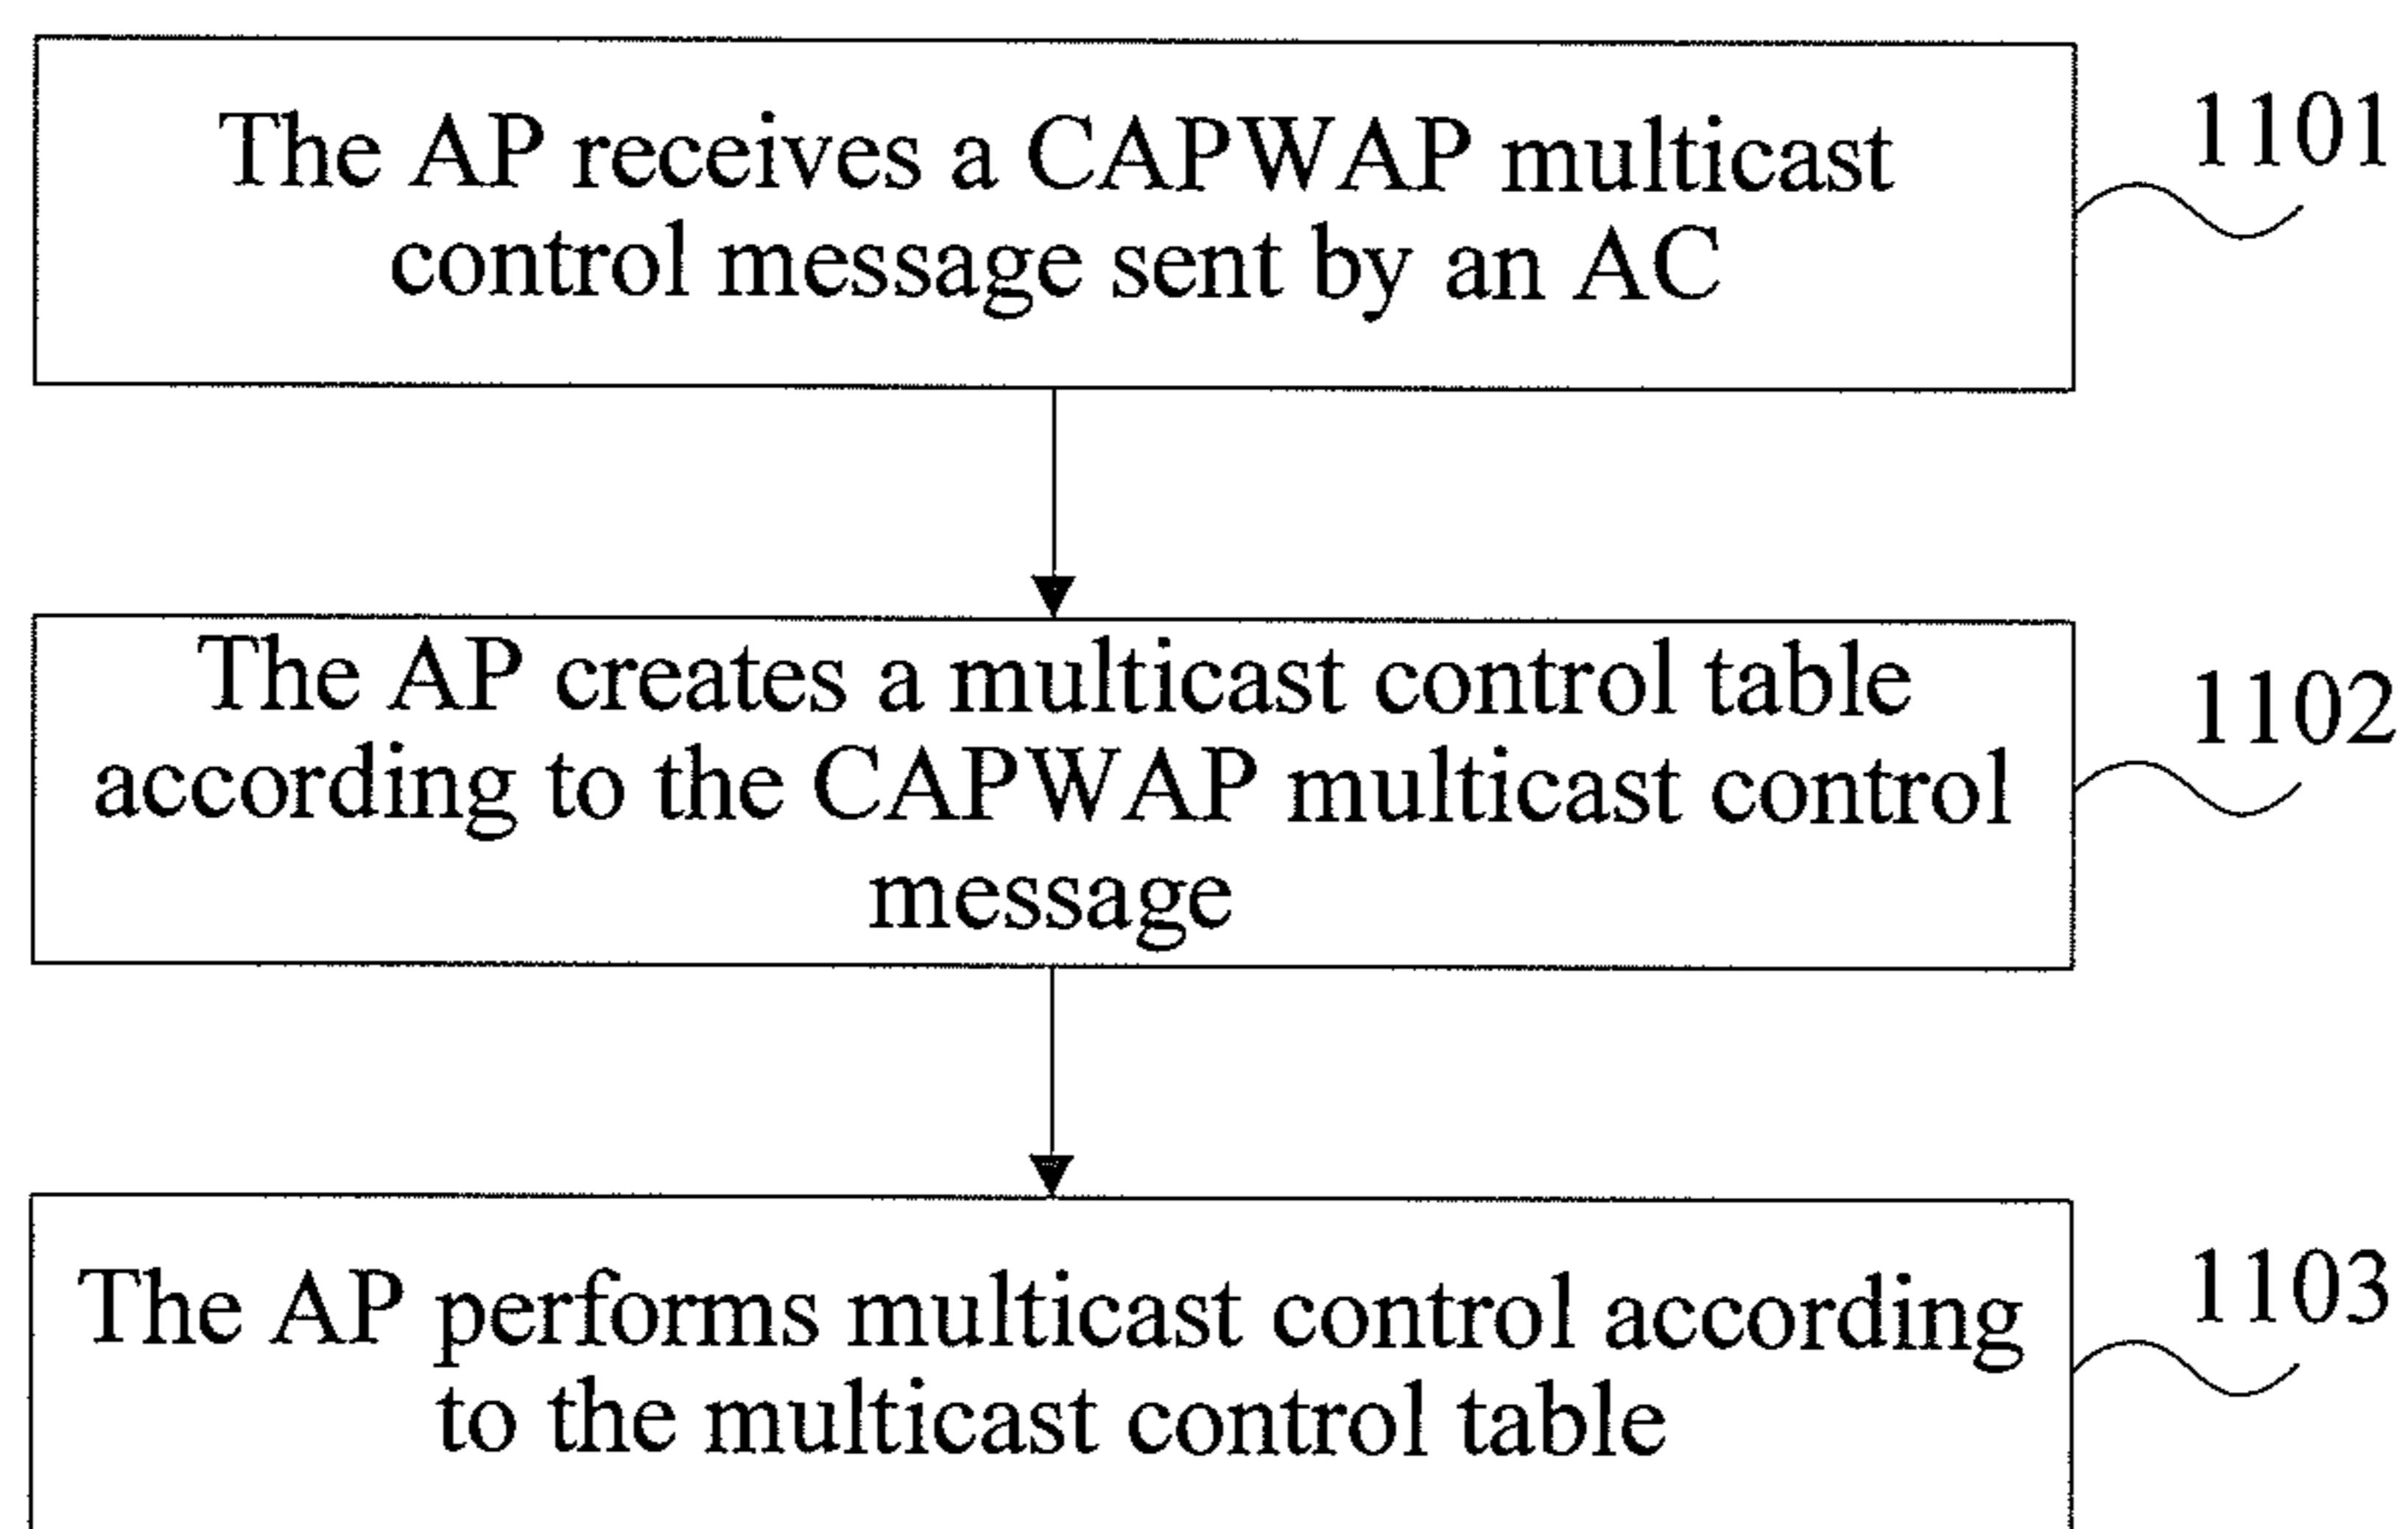 The AP receives a CAPWAP multicast
control message sent by an AC
1101
The AP creates a multicast control table
according to the CAPWAP multicast control
message
1102
The AP performs multicast control according
to the multicast control table
1103